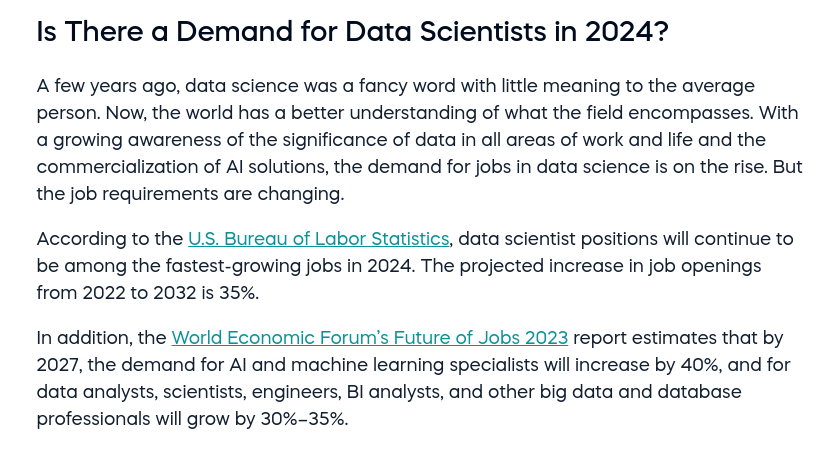 Is There a Demand for Data Scientists in 2024?
A few years ago, data science was a fancy word with little meaning to the average
person. Now, the world has a better understanding of what the field encompasses. With
a growing awareness of the significance of data in all areas of work and life and the
commercialization of AI solutions, the demand for jobs in data science is on the rise. But
the job requirements are changing.
According to the U.S. Bureau of Labor Statistics, data scientist positions will continue to
be among the fastest-growing jobs in 2024. The projected increase in job openings
from 2022 to 2032 is 35%.
In addition, the World Economic Forum’s Future of Jobs 2023 report estimates that by
2027, the demand for AI and machine learning specialists will increase by 40%, and for
data analysts, scientists, engineers, BI analysts, and other big data and database
professionals will grow by 30%–35%.